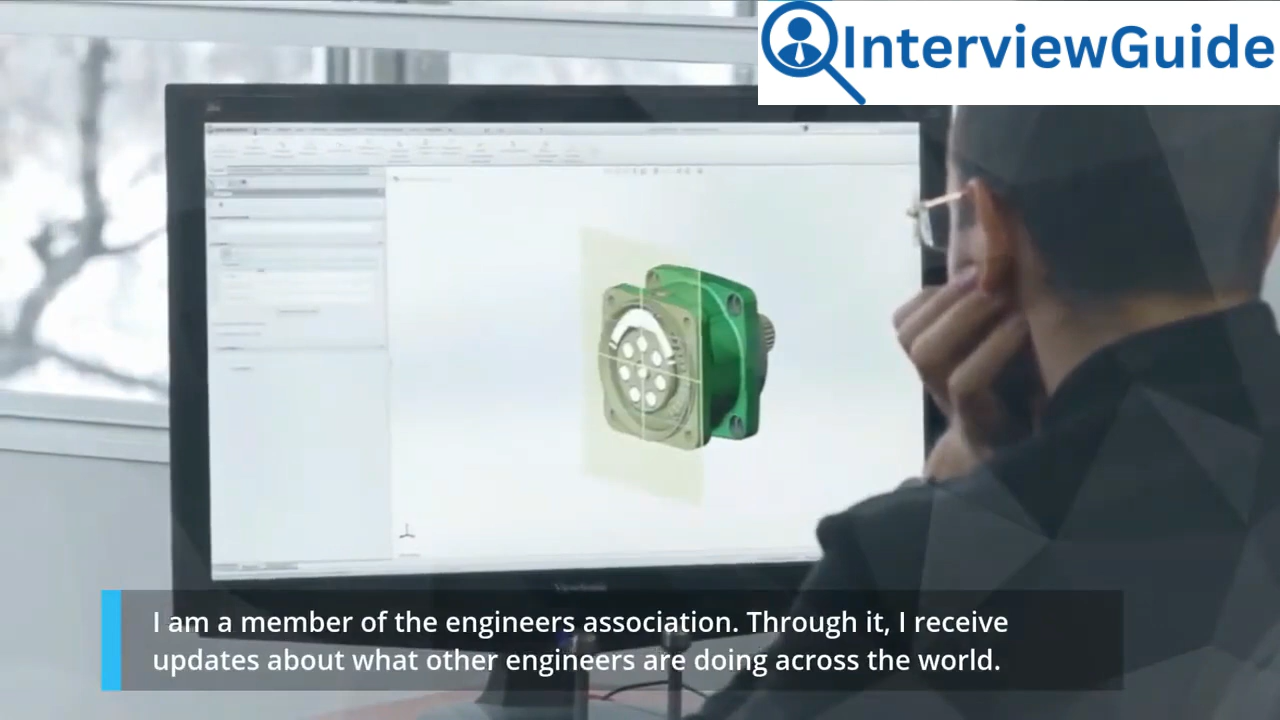 InterviewGuide
I am a member of the engineers association. Through it, I receive
updates about what other engineers are doing across the world.